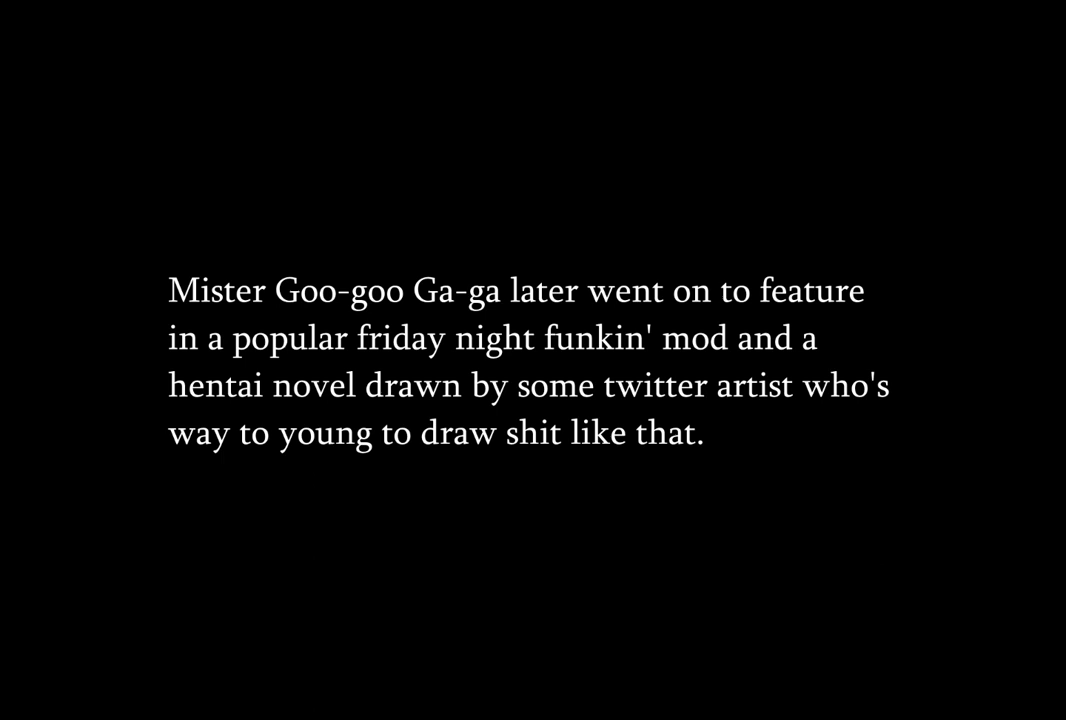 Mister Goo-goo Ga-ga later went on to feature
in a popular friday night funkin' mod and a
hentai novel drawn by some twitter artist who's
way to young to draw shit like that.